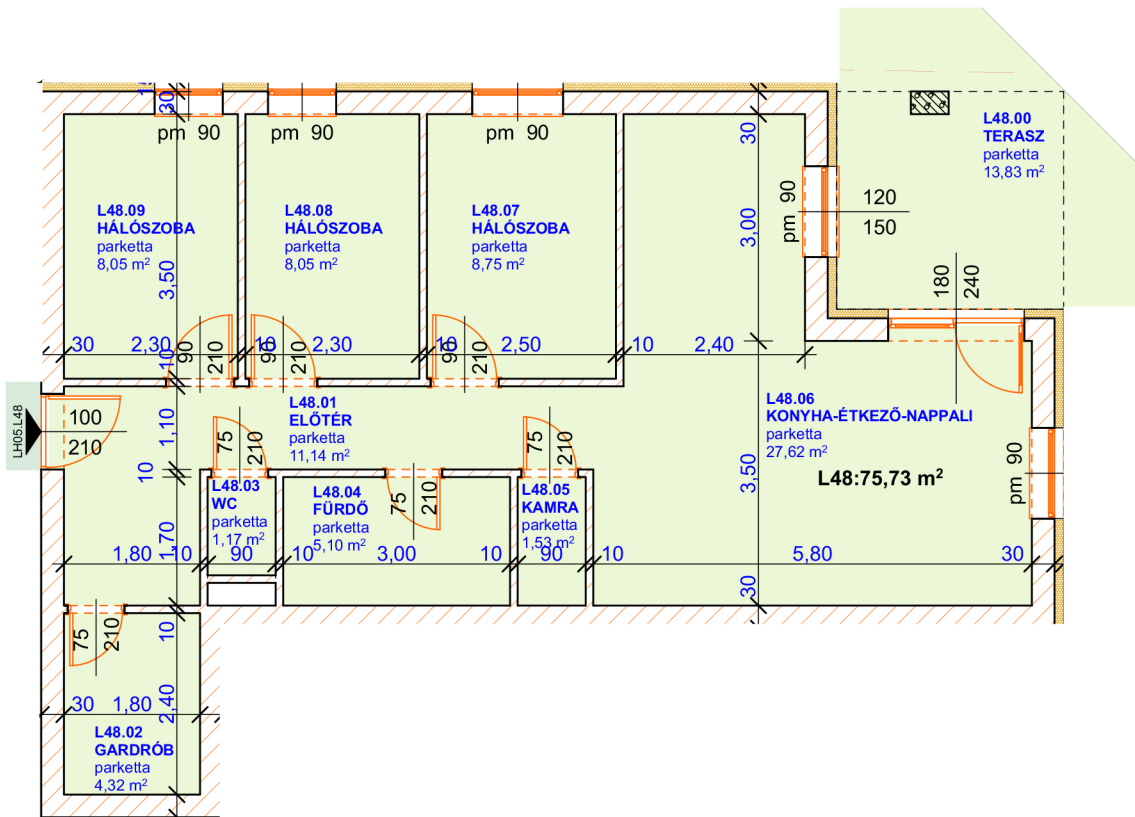 L48.00
TERASZ
parketta
13,83 m²
30
pm 90
pm 90
pm 90
30
L48.09
HÁLÓSZOBA
parketta
8,05 m²
L48.08
HÁLÓSZOBA
parketta
8,05 m²
L48.07
HÁLÓSZOBA
parketta
8,75 m²
pm 90
120
150
3,50
3,00
180
240
30
2,30
90
210
10
90
210
2,30
10
90
210
2,50
10
2,40
10
LH05.L48
100
210
1,10
L48.01
ELŐTÉR
parketta
11,14 m²
L48.06
KONYHA-ÉTKEZŐ-NAPPALI
parketta
27,62 m²
L48:75,73 m²
75
210
75
210
10
3,50
pm 90
L48.03
WC
parketta
1,17 m²
L48.04
FÜRDŐ
parketta
5,10 m²
75
210
L48.05
KAMRA
parketta
1,53 m²
1,70
1,80
10
90
10
3,00
10
90
10
5,80
30
30
75
210
10
30
1,80
2,40
L48.02
GARDRÓB
parketta
4,32 m²